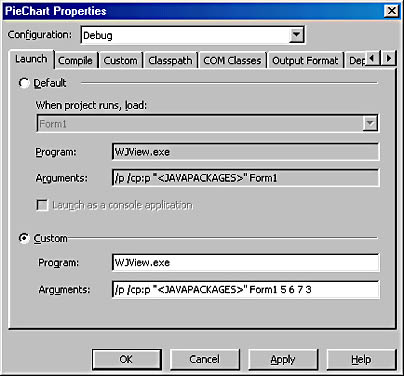 PieChart Properties
Configuration: Debug
Launch Compile Custom Classpath COM Classes Output Format Dep
Default
When project runs, load:
Form1
Program: WJView.exe
Arguments: /p /cp:p "<JAVAPACKAGES>" Form1
Launch as a console application
Custom
Program: WJView.exe
Arguments: /p /cp:p "<JAVAPACKAGES>" Form1 5 6 7 3
OK Cancel Apply Help